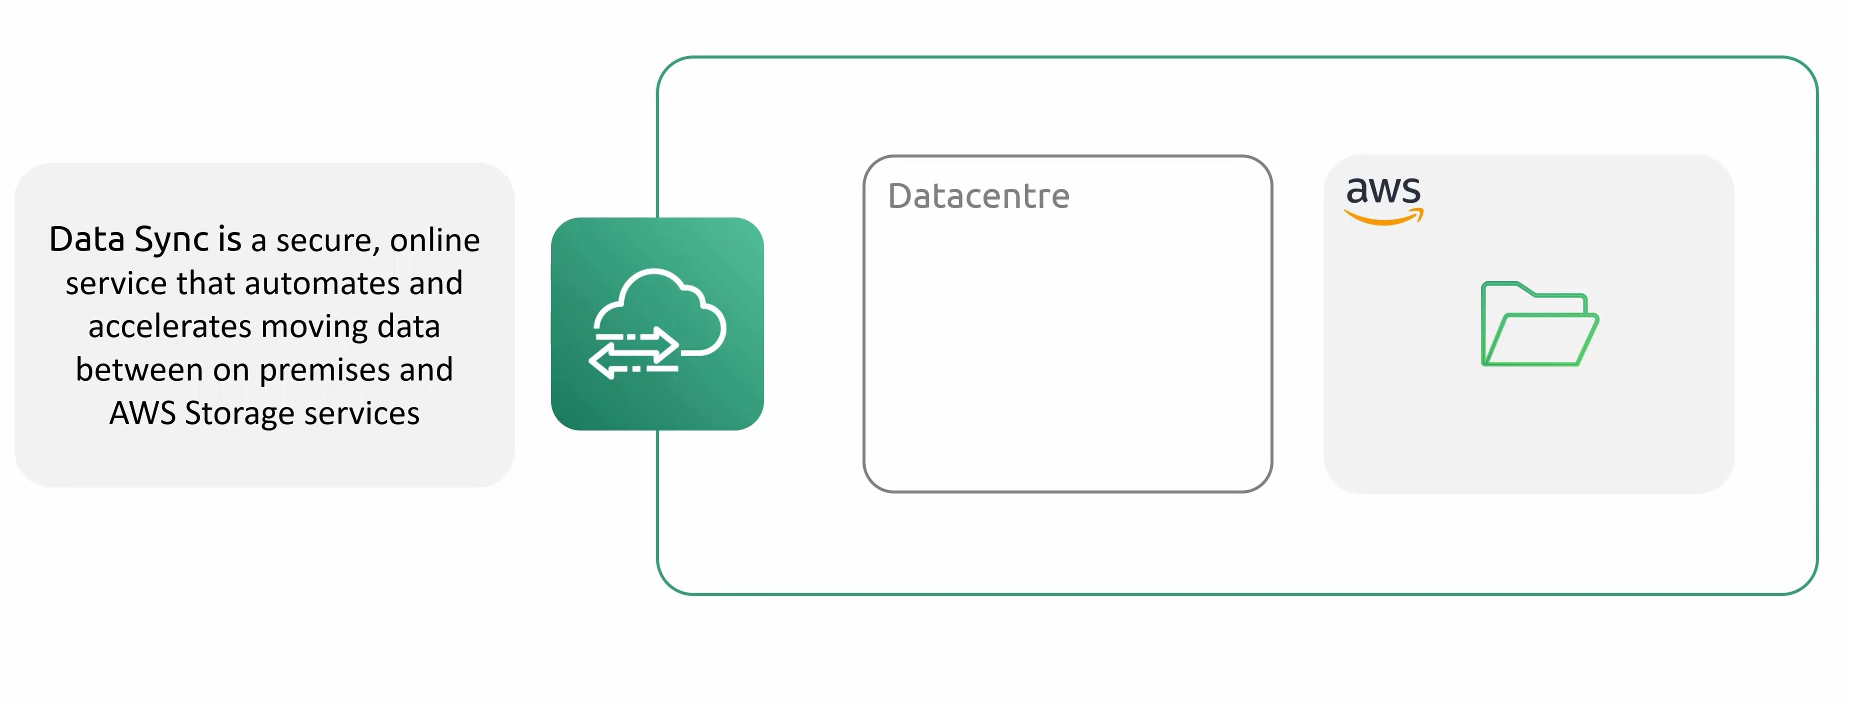 Data Sync is a secure, online
service that automates and
accelerates moving data
between on premises and
AWS Storage services
Datacentre
aws